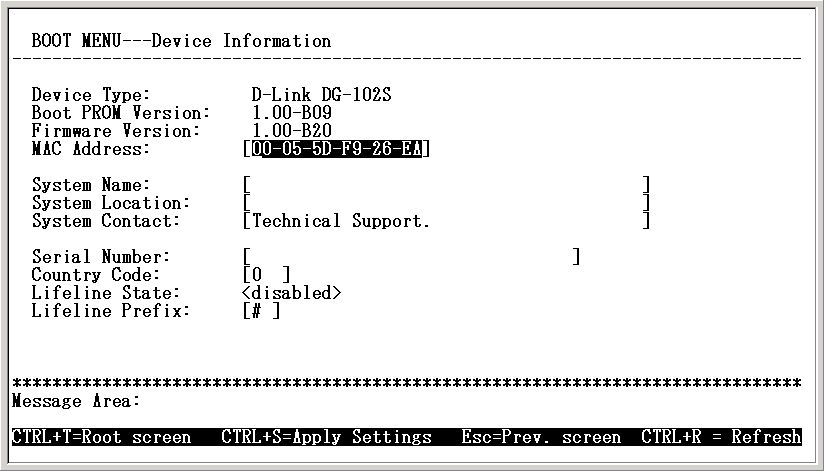 BOOT MENU---Device Information
--------------------------------------------------------------------------------
Device Type: D-Link DG-102S
Boot PROM Version: 1.00-B09
Firmware Version: 1.00-B20
MAC Address: [00-05-5D-F9-26-EA]
System Name: [ ]
System Location: [ ]
System Contact: [Technical Support. ]
Serial Number: [ ]
Country Code: [0 ]
Lifeline State: <disabled>
Lifeline Prefix: [# ]
********************************************************************************
Message Area:
CTRL+T=Root screen CTRL+S=Apply Settings Esc=Prev. screen CTRL+R = Refresh